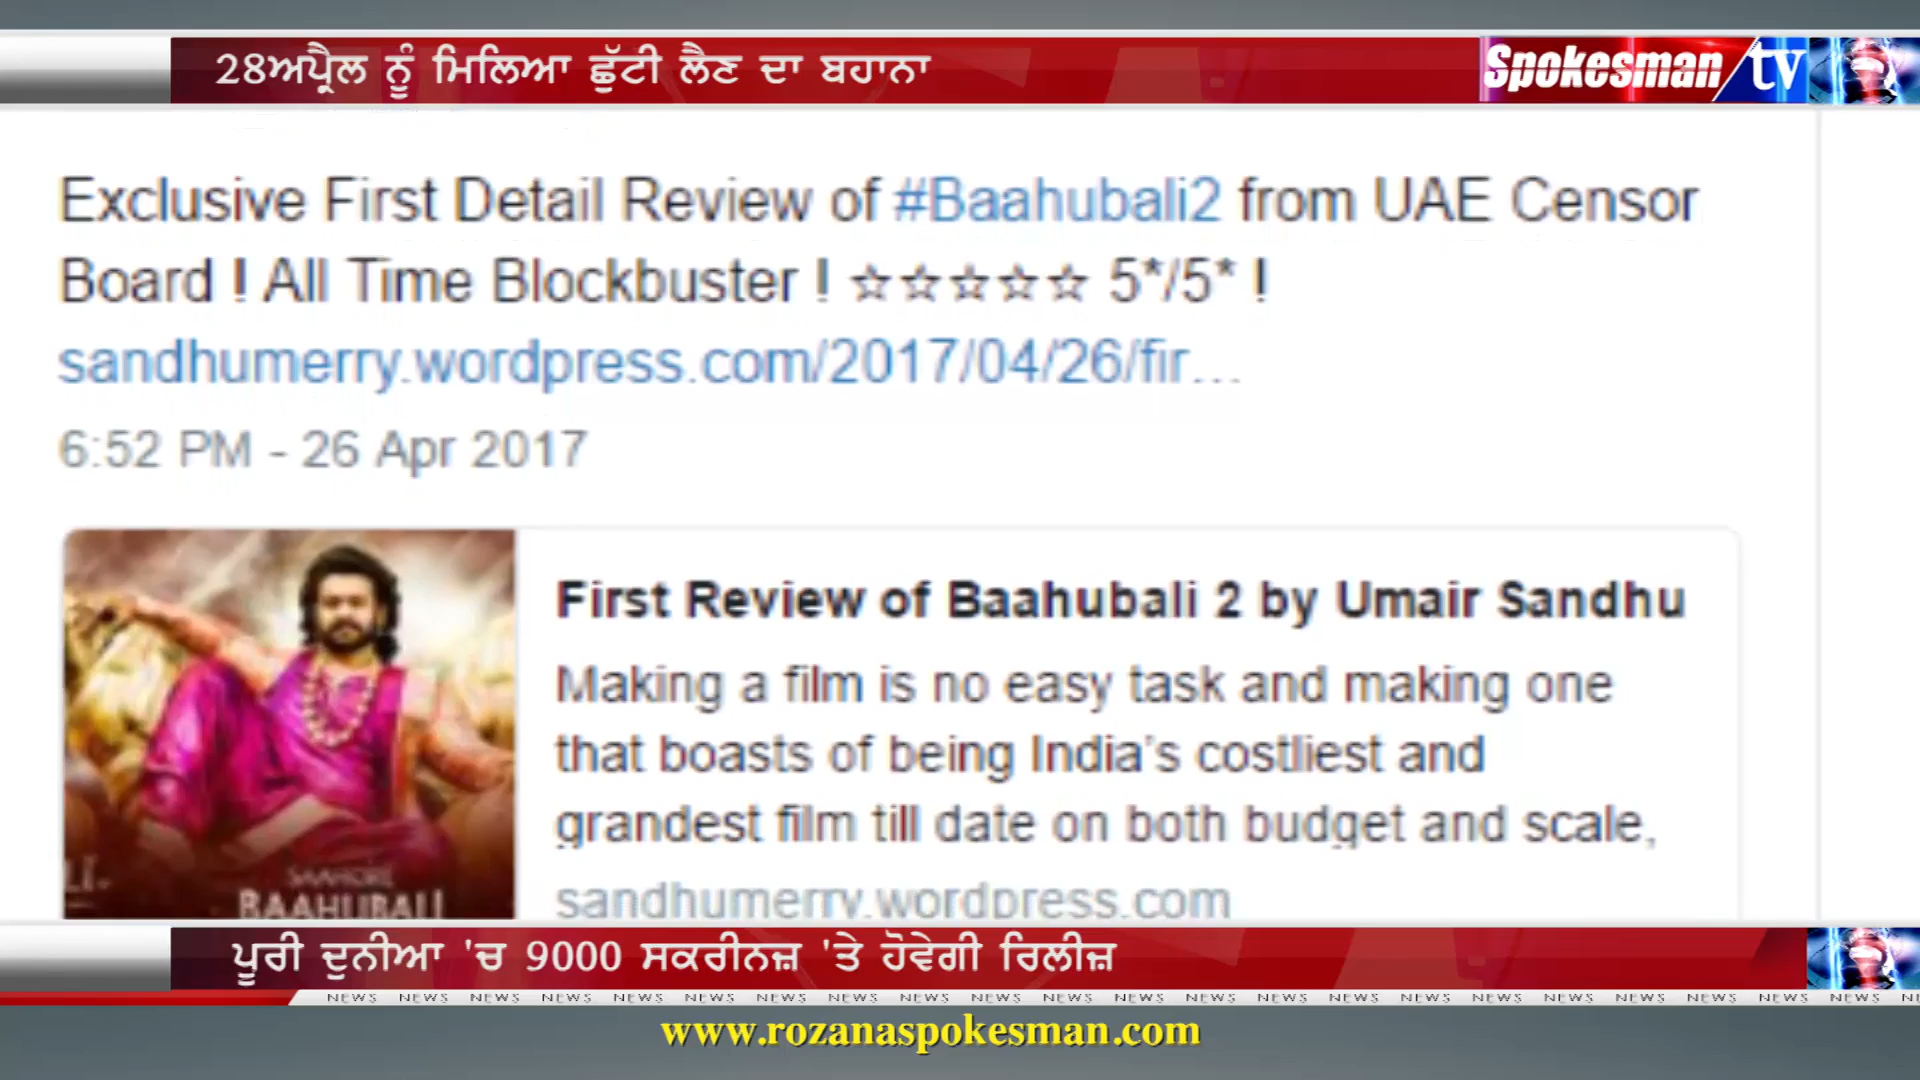 28ਅਪ੍ਰੈਲ ਨੂੰ ਮਿਲਿਆ ਛੁੱਟੀ ਲੈਣ ਦਾ ਬਹਾਨਾ
Spokesman tv
Exclusive First Detail Review of #Baahubali2 from UAE Censor
Board ! All Time Blockbuster ! ☆☆☆☆☆ 5*/5* !
sandhumerry.wordpress.com/2017/04/26/fir...
6:52 PM - 26 Apr 2017
First Review of Baahubali 2 by Umair Sandhu
Making a film is no easy task and making one
that boasts of being India's costliest and
grandest film till date on both budget and scale,
sandhumerry.wordpress.com
SAAHORE
BAAHUBALI
ਪੂਰੀ ਦੁਨੀਆ 'ਚ 9000 ਸਕਰੀਨਜ਼ 'ਤੇ ਹੋਵੇਗੀ ਰਿਲੀਜ਼
NEWS NEWS NEWS NEWS NEWS NEWS NEWS NEWS NEWS NEWS NEWS NEWS NEWS NEWS NEWS NEWS NEWS NEWS NEWS NEWS NEWS NEWS
www.rozanaspokesman.com